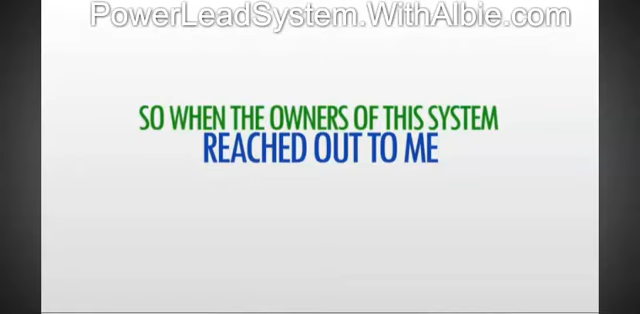 PowerLeadSystem.WithAlbie.com
SO WHEN THE OWNERS OF THIS SYSTEM
REACHED OUT TO ME